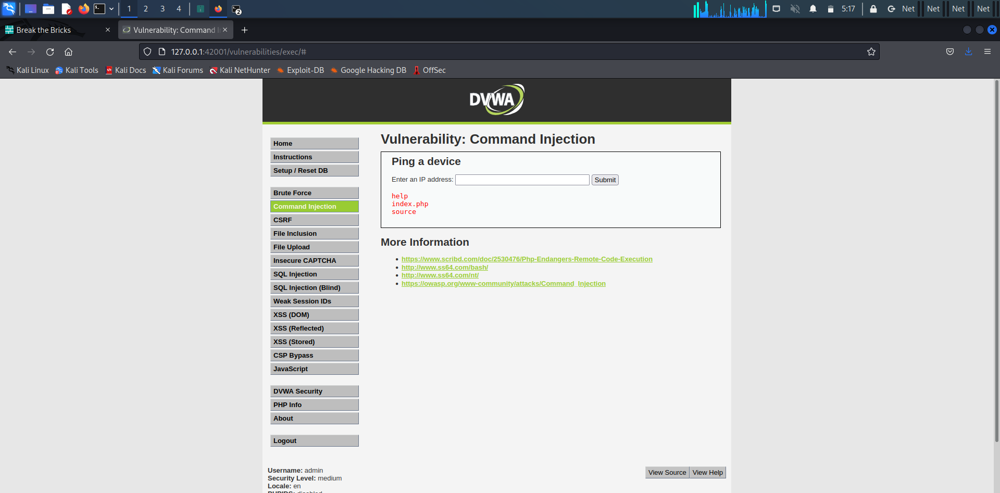 1 2 3 4 2 5:17 Net Net Net Net
Break the Bricks Vulnerability: Command
127.0.0.1:42001/vulnerabilities/exec/#
Kali Linux Kali Tools Kali Docs Kali Forums Kali NetHunter Exploit-DB Google Hacking DB OffSec
DVWA
Home
Instructions
Setup / Reset DB
Brute Force
Command Injection
CSRF
File Inclusion
File Upload
Insecure CAPTCHA
SQL Injection
SQL Injection (Blind)
Weak Session IDs
XSS (DOM)
XSS (Reflected)
XSS (Stored)
CSP Bypass
JavaScript
DVWA Security
PHP Info
About
Logout
Vulnerability: Command Injection
Ping a device
Enter an IP address: Submit
help
index.php
source
More Information
https://www.scribd.com/doc/2530476/Php-Endangers-Remote-Code-Execution
http://www.ss64.com/bash/
http://www.ss64.com/nt/
https://owasp.org/www-community/attacks/Command_Injection
Username: admin
Security Level: medium
Locale: en
PHPIDS: disabled
View Source View Help